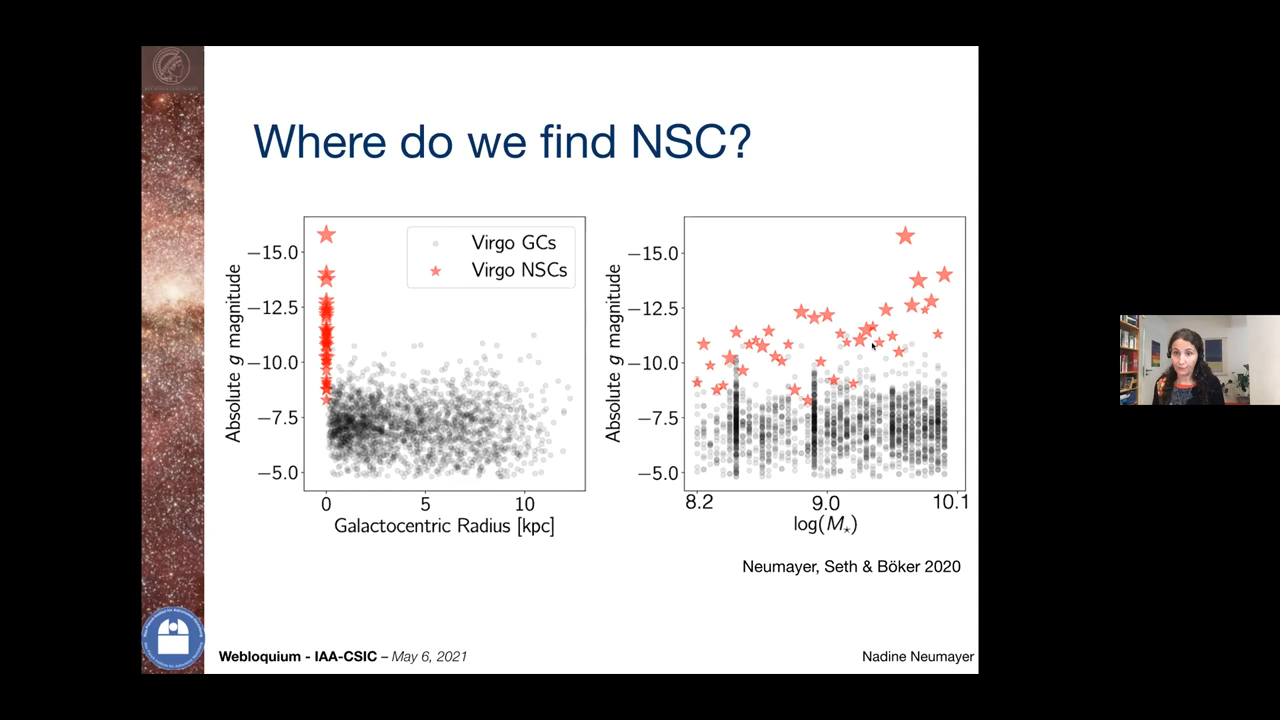 Where do we find NSC?
Absolute g magnitude
−15.0
−12.5
−10.0
−7.5
−5.0
Virgo GCs
Virgo NSCs
0
5
10
Galactocentric Radius [kpc]
Absolute g magnitude
−15.0
−12.5
−10.0
−7.5
−5.0
8.2
9.0
10.1
log(M⋆)
Neumayer, Seth & Böker 2020
Webloquium - IAA-CSIC – May 6, 2021
Nadine Neumayer